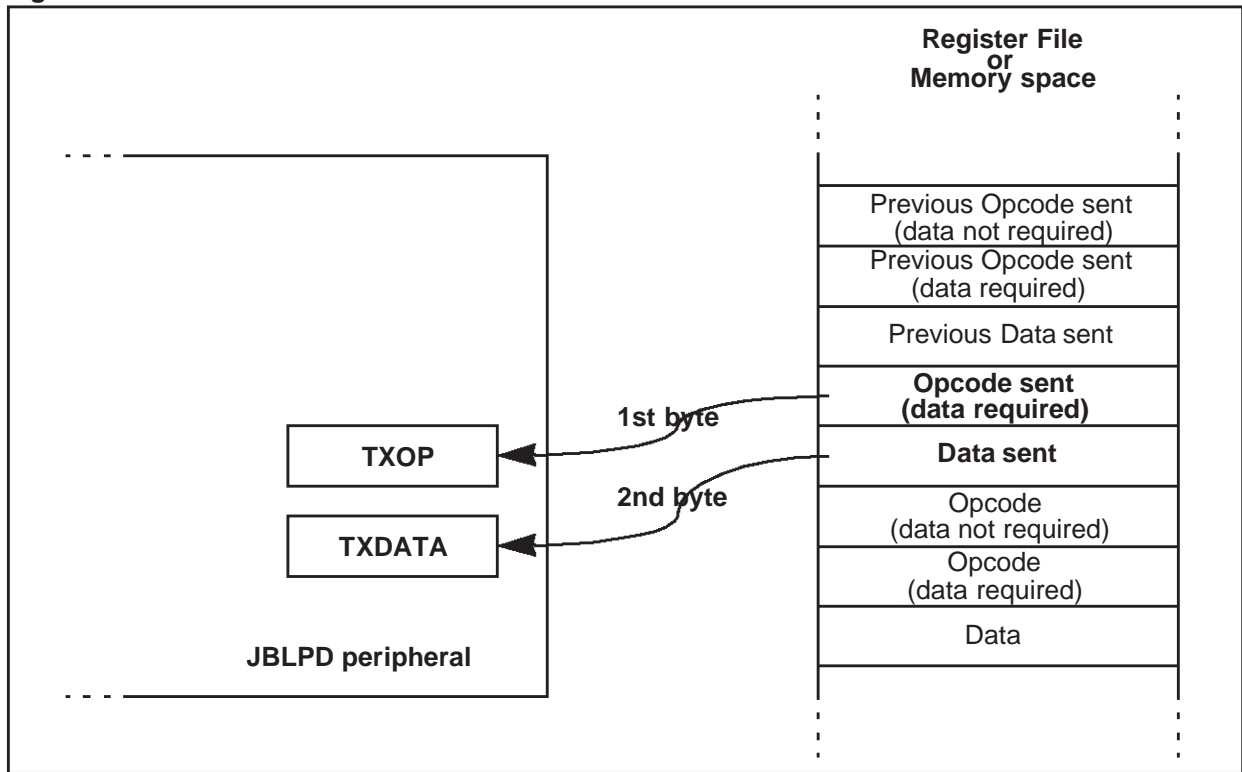 Register File
or
Memory space
Previous Opcode sent
(data not required)
Previous Opcode sent
(data required)
Previous Data sent
Opcode sent
(data required)
1st byte
TXOP
Data sent
2nd byte
Opcode
(data not required)
TXDATA
Opcode
(data required)
Data
JBLPD peripheral